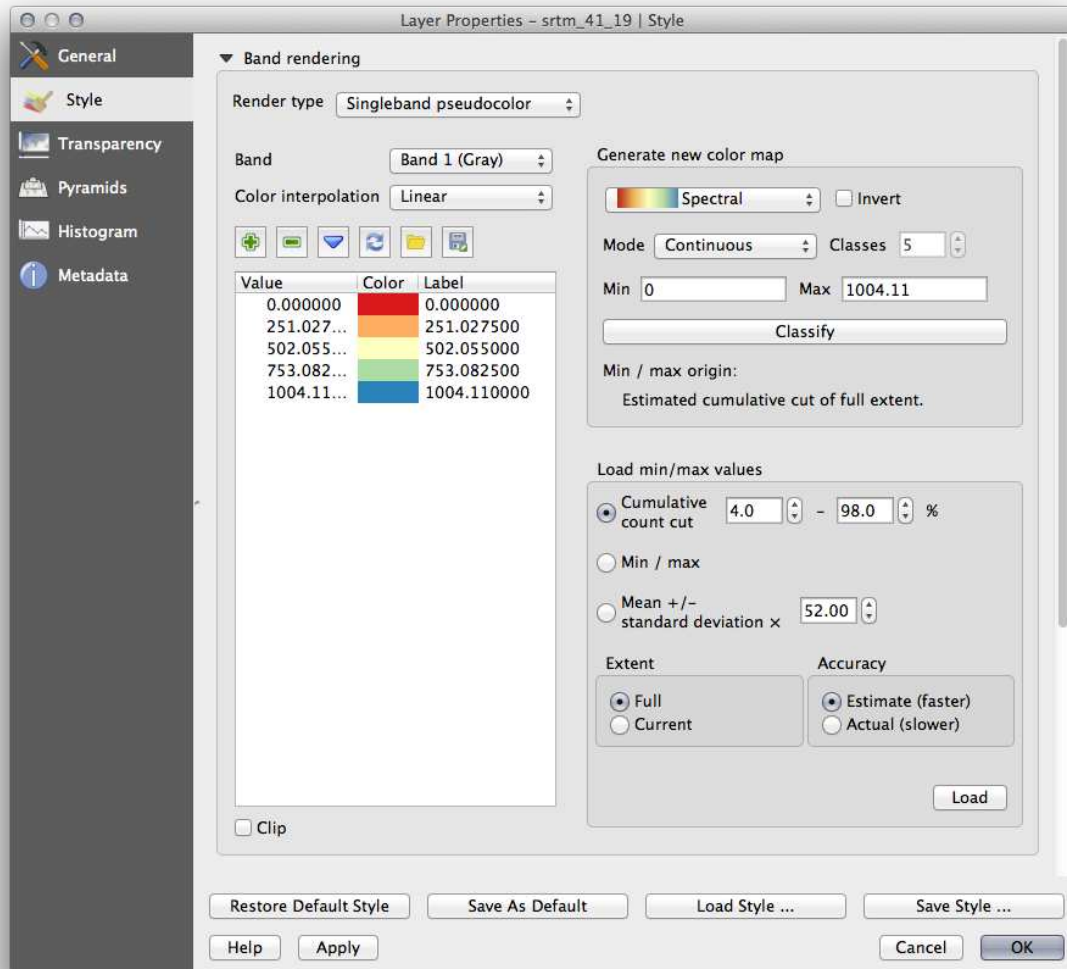 Layer Properties – srtm_41_19 | Style
General
Style
Transparency
Pyramids
Histogram
Metadata
Band rendering
Render type Singleband pseudocolor
Band Band 1 (Gray)
Color interpolation Linear
Value Color Label
0.000000 0.000000
251.027... 251.027500
502.055... 502.055000
753.082... 753.082500
1004.11... 1004.110000
Clip
Generate new color map
Spectral Invert
Mode Continuous Classes 5
Min 0 Max 1004.11
Classify
Min / max origin:
Estimated cumulative cut of full extent.
Load min/max values
Cumulative
count cut 4.0 – 98.0 %
Min / max
Mean +/-
standard deviation × 52.00
Extent Accuracy
Full Estimate (faster)
Current Actual (slower)
Load
Restore Default Style Save As Default Load Style ... Save Style ...
Help Apply Cancel OK